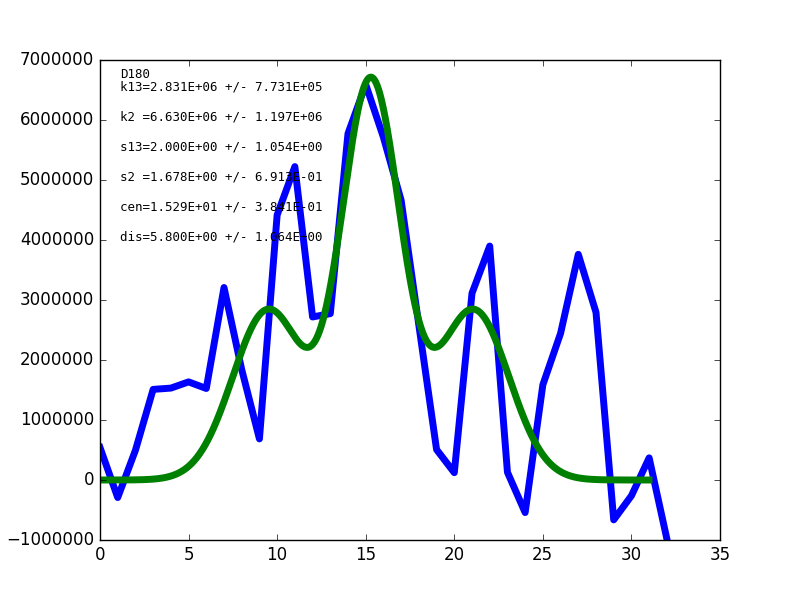 7000000
6000000
5000000
4000000
3000000
2000000
1000000
0
−1000000
0 5 10 15 20 25 30 35
D180
k13=2.831E+06 +/- 7.731E+05
k2 =6.630E+06 +/- 1.197E+06
s13=2.000E+00 +/- 1.054E+00
s2 =1.678E+00 +/- 6.913E-01
cen=1.529E+01 +/- 3.841E-01
dis=5.800E+00 +/- 1.064E+00